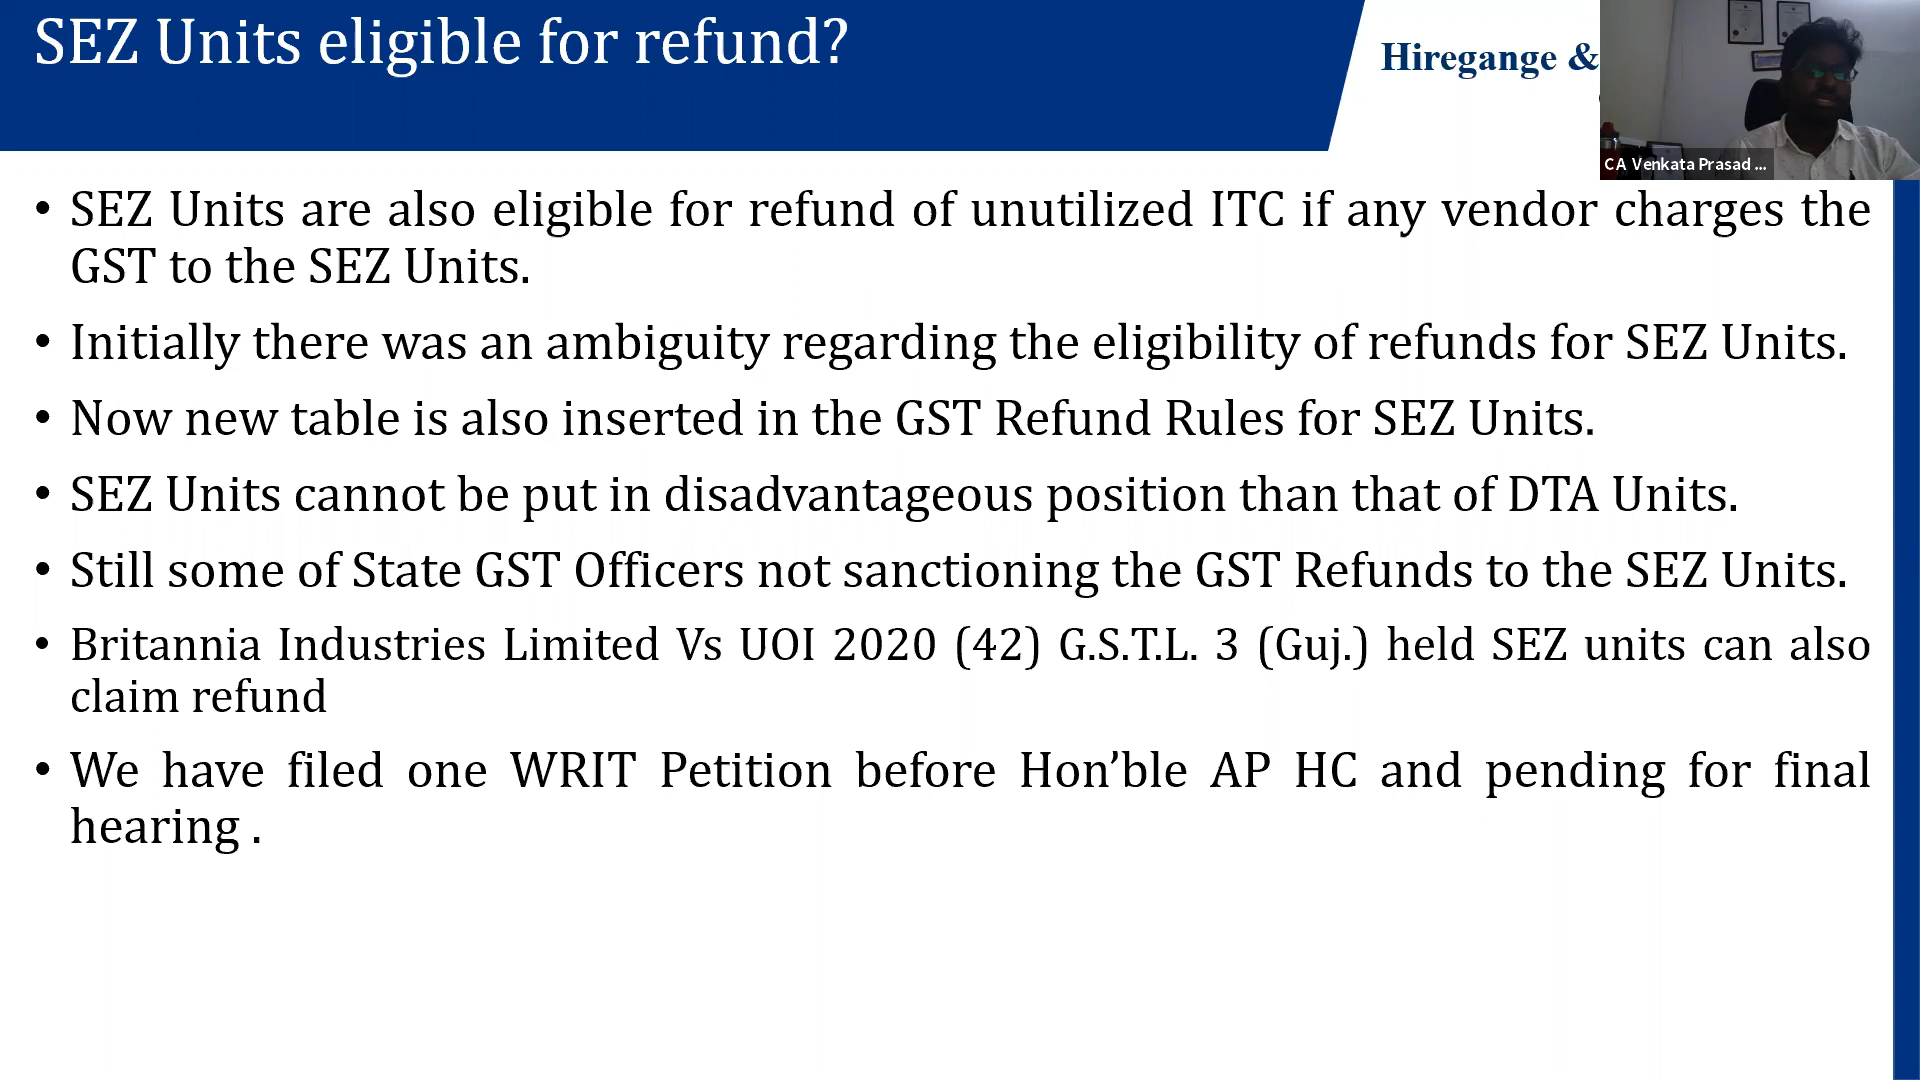 SEZ Units eligible for refund?
Hiregange &
CA Venkata Prasad ...
• SEZ Units are also eligible for refund of unutilized ITC if any vendor charges the
GST to the SEZ Units.
• Initially there was an ambiguity regarding the eligibility of refunds for SEZ Units.
• Now new table is also inserted in the GST Refund Rules for SEZ Units.
• SEZ Units cannot be put in disadvantageous position than that of DTA Units.
• Still some of State GST Officers not sanctioning the GST Refunds to the SEZ Units.
• Britannia Industries Limited Vs UOI 2020 (42) G.S.T.L. 3 (Guj.) held SEZ units can also
claim refund
• We have filed one WRIT Petition before Hon’ble AP HC and pending for final
hearing .